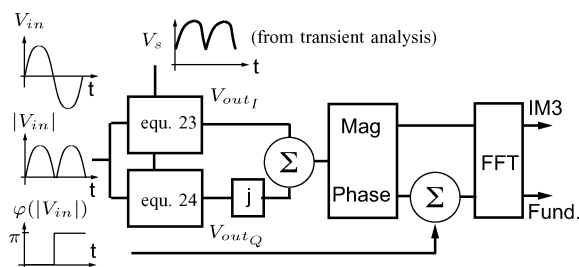 V_in
t
V_s
t
(from transient analysis)
|V_in|
t
equ. 23
V_out_I
equ. 24
j
V_out_Q
Σ
Mag
Phase
Σ
FFT
IM3
Fund.
φ(|V_in|)
π
t